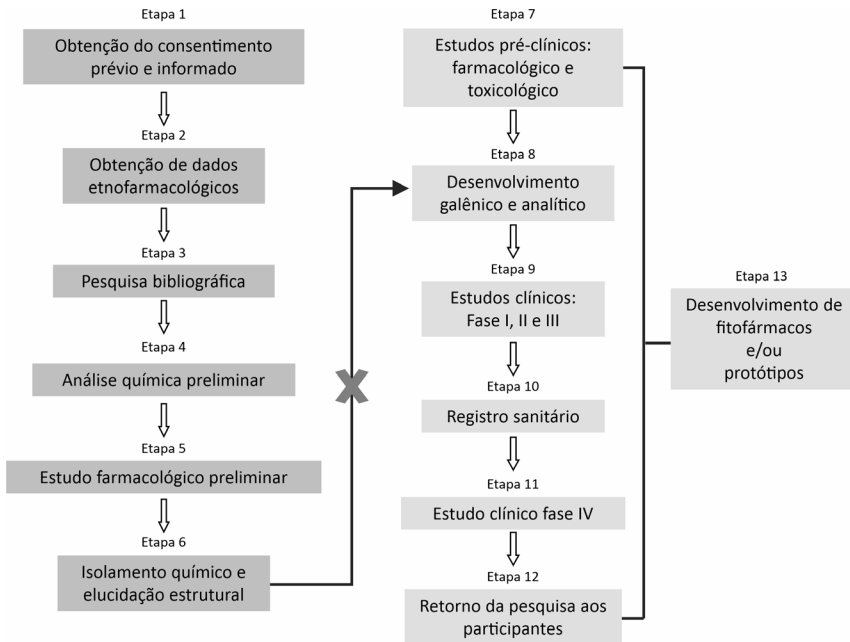 Etapa 1
Obtenção do consentimento
prévio e informado
Etapa 2
Obtenção de dados
etnofarmacológicos
Etapa 3
Pesquisa bibliográfica
Etapa 4
Análise química preliminar
Etapa 5
Estudo farmacológico preliminar
Etapa 6
Isolamento químico e
elucidação estrutural
X
Etapa 7
Estudos pré-clínicos:
farmacológico e
toxicológico
Etapa 8
Desenvolvimento
galênico e analítico
Etapa 9
Estudos clínicos:
Fase I, II e III
Etapa 10
Registro sanitário
Etapa 11
Estudo clínico fase IV
Etapa 12
Retorno da pesquisa aos
participantes
Etapa 13
Desenvolvimento de
fitofármacos
e/ou
protótipos